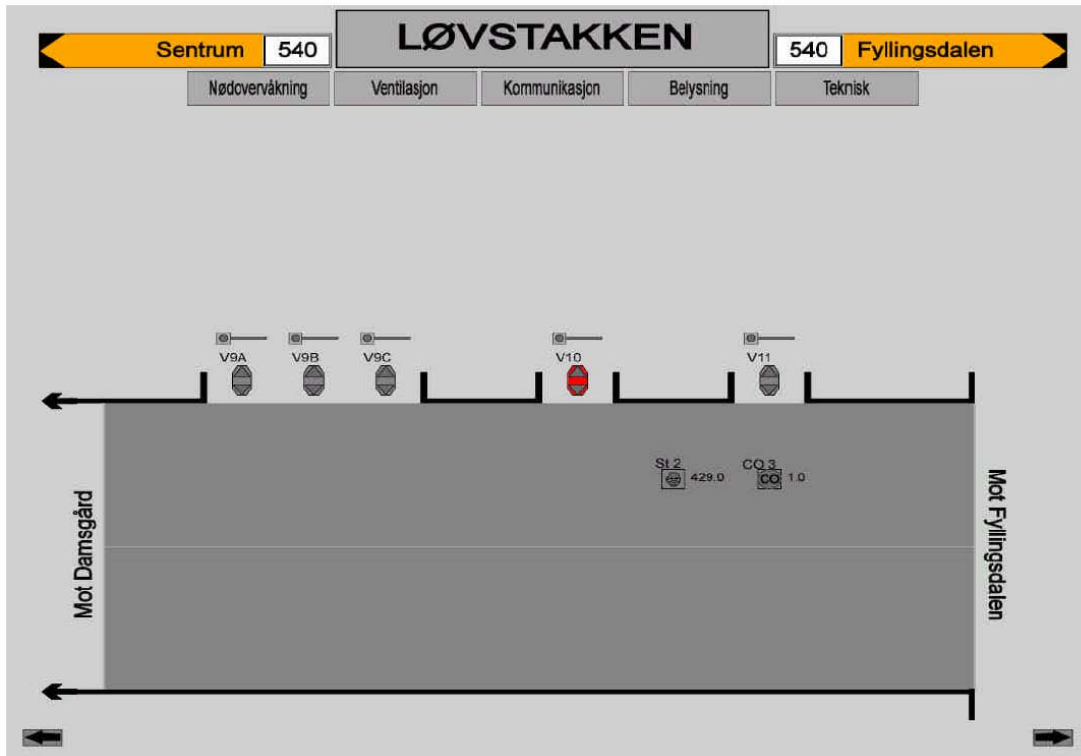 LØVSTAKKEN
Sentrum 540
540 Fyllingsdalen
Nødovervåkning
Ventilasjon
Kommunikasjon
Belysning
Teknisk
V9A
V9B
V9C
V10
V11
St 2
429.0
CO 3
CO
1.0
Mot Damsgård
Mot Fyllingsdalen